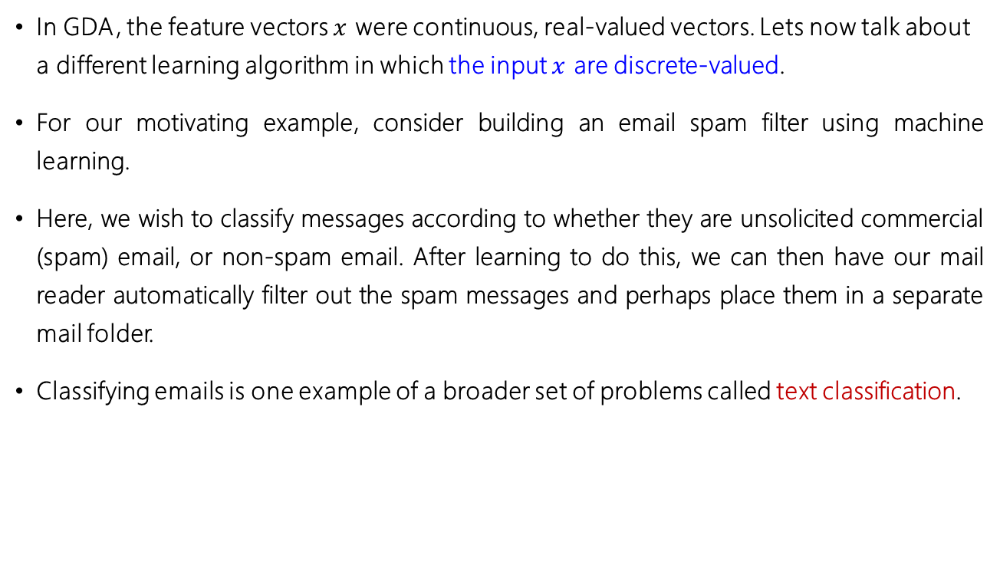 • In GDA, the feature vectors x were continuous, real-valued vectors. Lets now talk about
a different learning algorithm in which the input x are discrete-valued.
• For our motivating example, consider building an email spam filter using machine
learning.
• Here, we wish to classify messages according to whether they are unsolicited commercial
(spam) email, or non-spam email. After learning to do this, we can then have our mail
reader automatically filter out the spam messages and perhaps place them in a separate
mail folder.
• Classifying emails is one example of a broader set of problems called text classification.